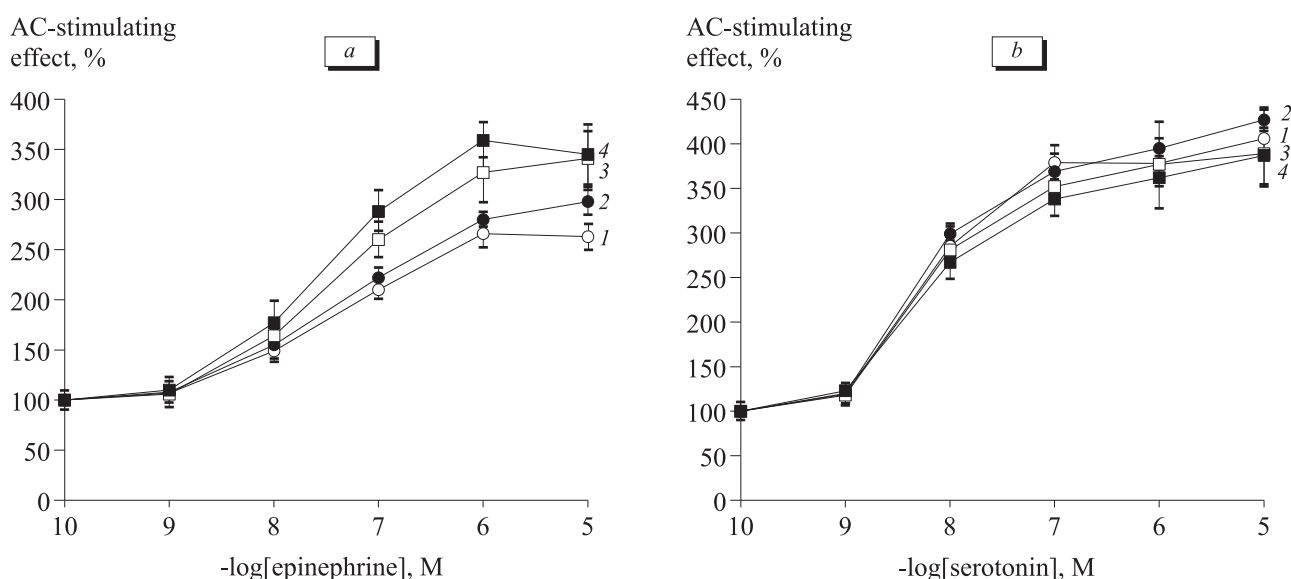 AC-stimulating
effect, %
a
400
350
300
250
200
150
100
50
0
10 9 8 7 6 5
4
3
2
1
-log[epinephrine], M
AC-stimulating
effect, %
b
450
400
350
300
250
200
150
100
50
0
10 9 8 7 6 5
2
1
3
4
-log[serotonin], M